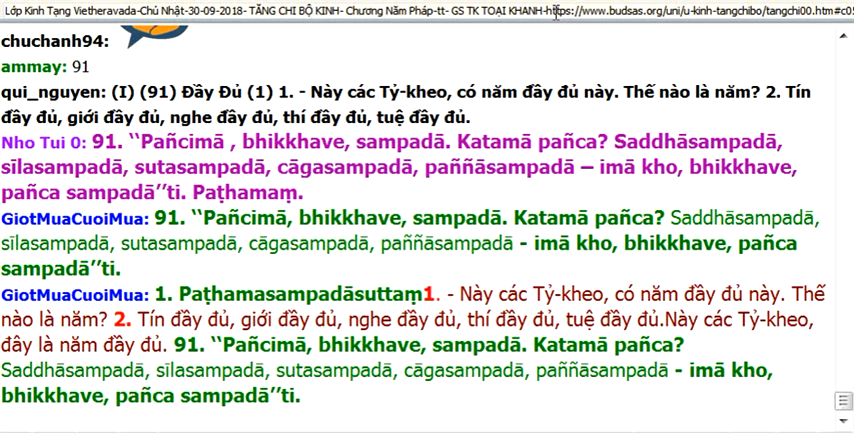 Lớp Kinh Tạng Vietheravada-Chủ Nhật-30-09-2018- TĂNG CHI BỘ KINH- Chương Năm Pháp-tt- GS TK TOẠI KHANH-https://www.budsas.org/uni/u-kinh-tangchibo/tangchi00.htm#c05
chuchanh94:
ammay: 91
qui_nguyen: (I) (91) Đầy Đủ (1) 1. - Này các Tỷ-kheo, có năm đầy đủ này. Thế nào là năm? 2. Tín
đầy đủ, giới đầy đủ, nghe đầy đủ, thí đầy đủ, tuệ đầy đủ.
Nho Tui 0: 91. ‘‘Pañcimā , bhikkhave, sampadā. Katamā pañca? Saddhāsampadā,
sīlasampadā, sutasampadā, cāgasampadā, paññāsampadā – imā kho, bhikkhave,
pañca sampadā’’ti. Paṭhamaṃ.
GiotMuaCuoiMua: 91. ‘‘Pañcimā, bhikkhave, sampadā. Katamā pañca? Saddhāsampadā,
sīlasampadā, sutasampadā, cāgasampadā, paññāsampadā - imā kho, bhikkhave, pañca
sampadā’’ti.
GiotMuaCuoiMua: 1. Paṭhamasampadāsuttaṃ1. - Này các Tỷ-kheo, có năm đầy đủ này. Thế
nào là năm? 2. Tín đầy đủ, giới đầy đủ, nghe đầy đủ, thí đầy đủ, tuệ đầy đủ.Này các Tỷ-kheo,
đây là năm đầy đủ. 91. ‘‘Pañcimā, bhikkhave, sampadā. Katamā pañca?
Saddhāsampadā, sīlasampadā, sutasampadā, cāgasampadā, paññāsampadā - imā kho,
bhikkhave, pañca sampadā’’ti.